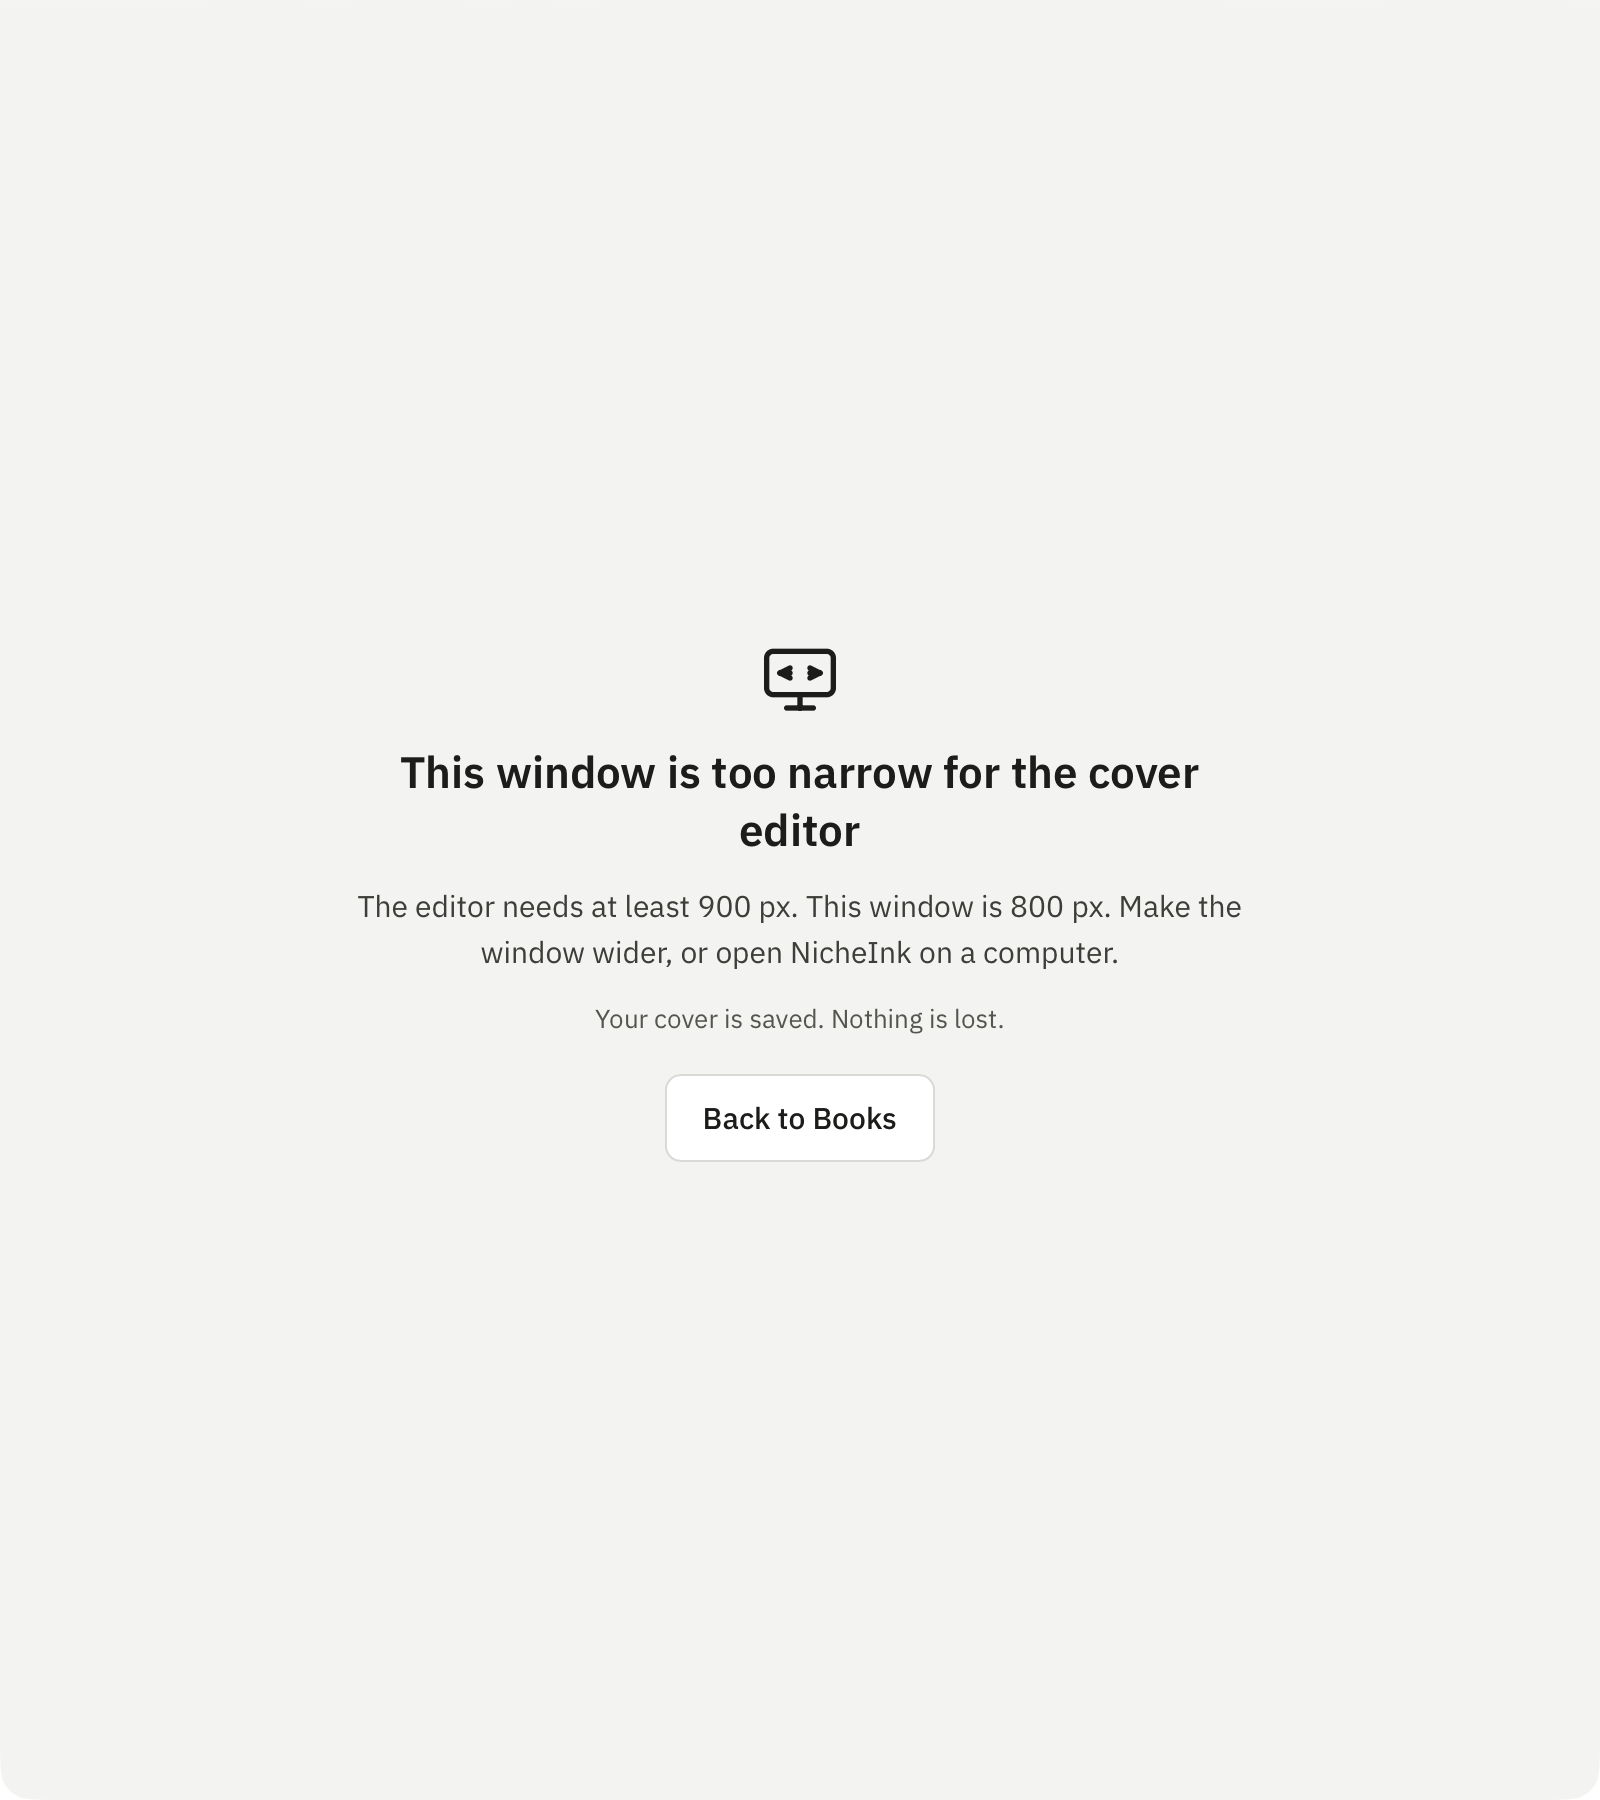 This window is too narrow for the cover
editor
The editor needs at least 900 px. This window is 800 px. Make the
window wider, or open NicheInk on a computer.
Your cover is saved. Nothing is lost.
Back to Books